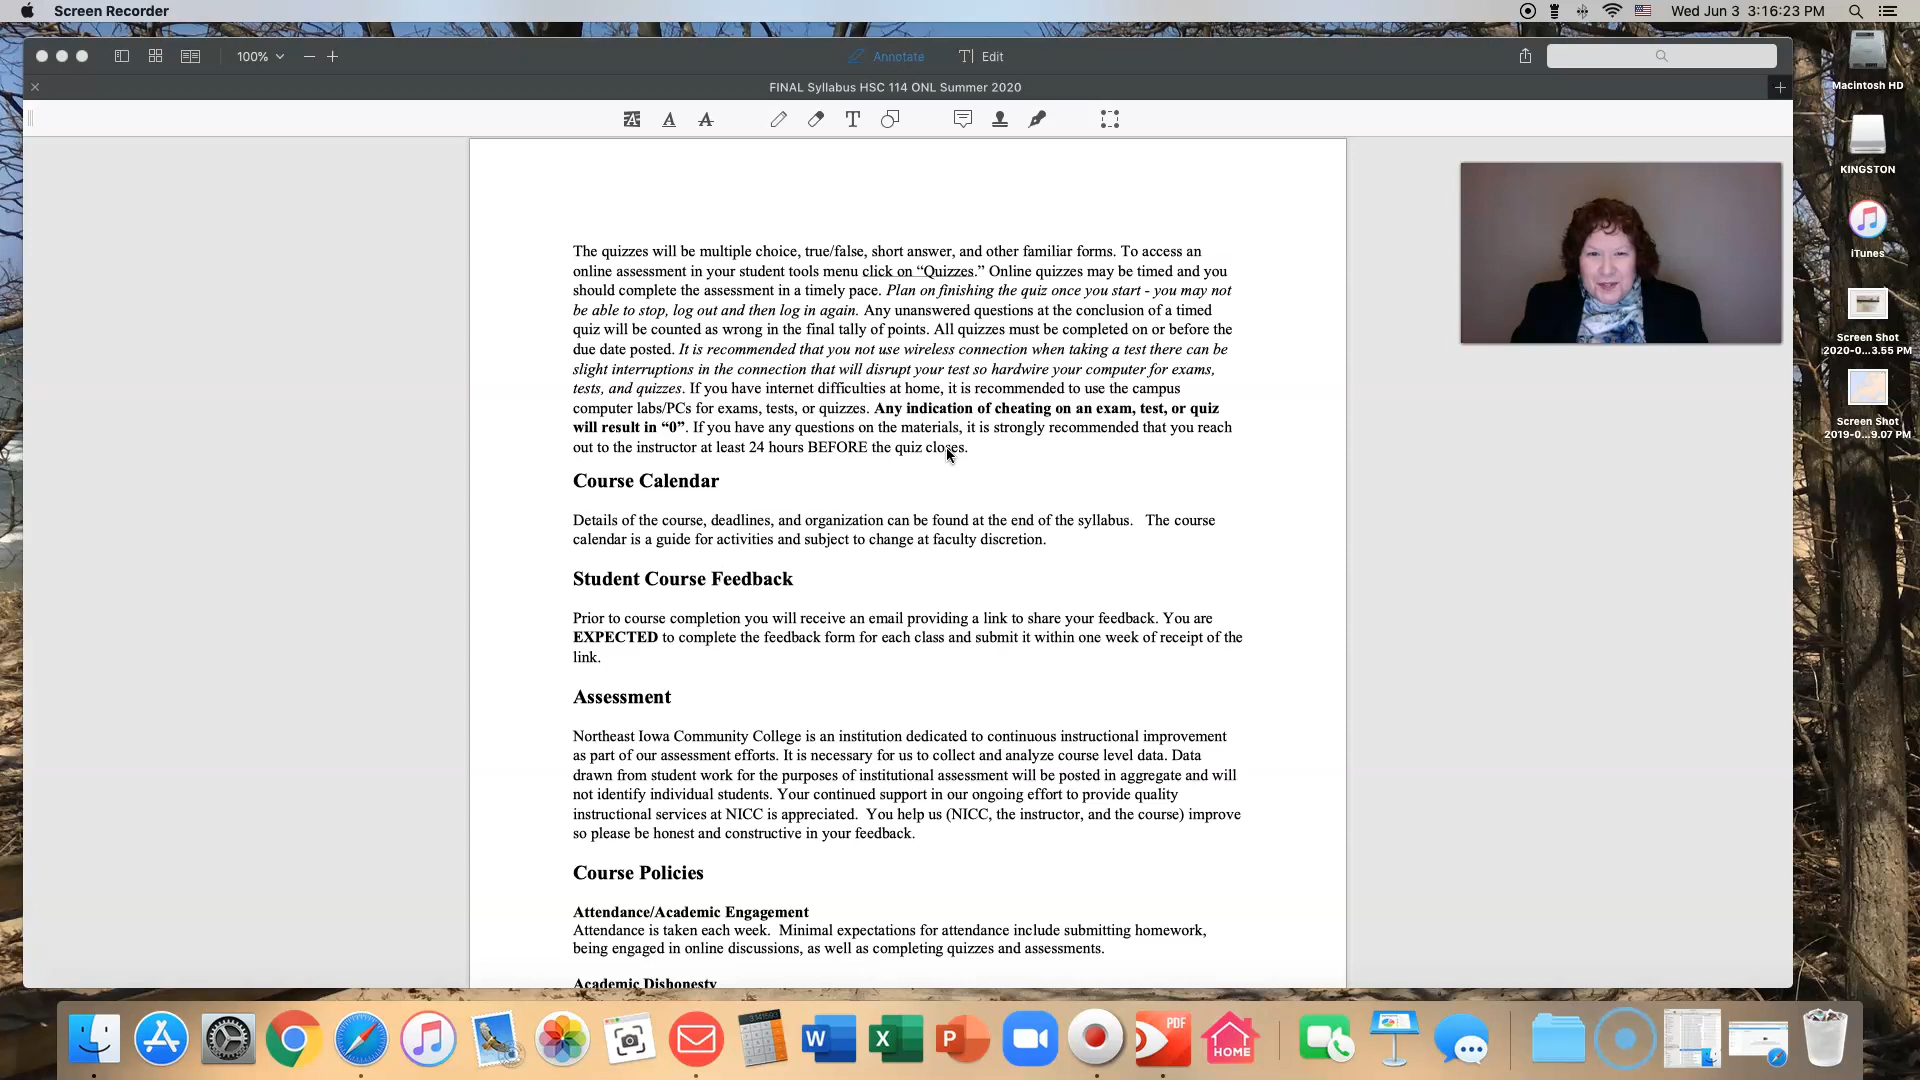 Screen Recorder
Wed Jun 3 3:16:23 PM
100%
Annotate
Edit
FINAL Syllabus HSC 114 ONL Summer 2020
The quizzes will be multiple choice, true/false, short answer, and other familiar forms. To access an
online assessment in your student tools menu click on “Quizzes.” Online quizzes may be timed and you
should complete the assessment in a timely pace. Plan on finishing the quiz once you start - you may not
be able to stop, log out and then log in again. Any unanswered questions at the conclusion of a timed
quiz will be counted as wrong in the final tally of points. All quizzes must be completed on or before the
due date posted. It is recommended that you not use wireless connection when taking a test there can be
slight interruptions in the connection that will disrupt your test so hardwire your computer for exams,
tests, and quizzes. If you have internet difficulties at home, it is recommended to use the campus
computer labs/PCs for exams, tests, or quizzes. Any indication of cheating on an exam, test, or quiz
will result in “0”. If you have any questions on the materials, it is strongly recommended that you reach
out to the instructor at least 24 hours BEFORE the quiz closes.
Course Calendar
Details of the course, deadlines, and organization can be found at the end of the syllabus. The course
calendar is a guide for activities and subject to change at faculty discretion.
Student Course Feedback
Prior to course completion you will receive an email providing a link to share your feedback. You are
EXPECTED to complete the feedback form for each class and submit it within one week of receipt of the
link.
Assessment
Northeast Iowa Community College is an institution dedicated to continuous instructional improvement
as part of our assessment efforts. It is necessary for us to collect and analyze course level data. Data
drawn from student work for the purposes of institutional assessment will be posted in aggregate and will
not identify individual students. Your continued support in our ongoing effort to provide quality
instructional services at NICC is appreciated. You help us (NICC, the instructor, and the course) improve
so please be honest and constructive in your feedback.
Course Policies
Attendance/Academic Engagement
Attendance is taken each week. Minimal expectations for attendance include submitting homework,
being engaged in online discussions, as well as completing quizzes and assessments.
Academic Dishonesty
Macintosh HD
KINGSTON
iTunes
Screen Shot
2020-0...3.55 PM
Screen Shot
2019-0...9.07 PM
W
X
P
PDF
HOME